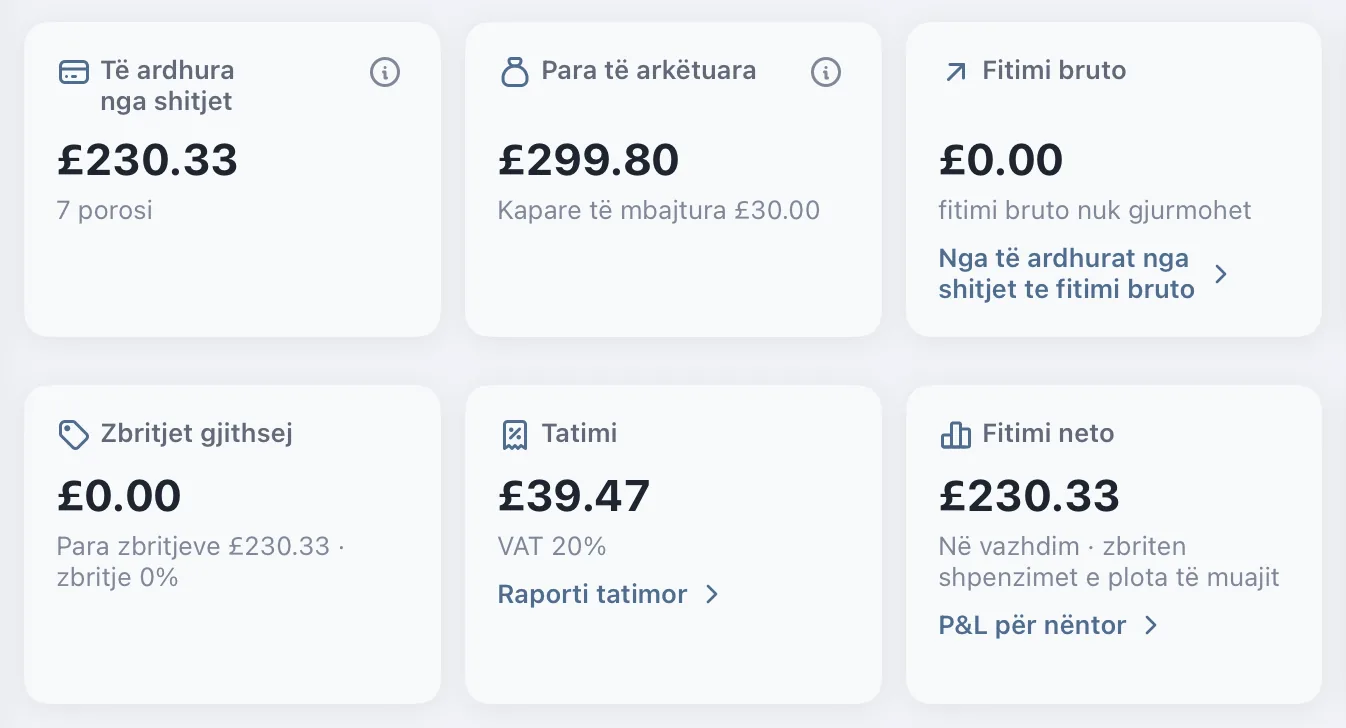 Të ardhura
nga shitjet
£230.33
7 porosi
Para të arkëtuara
£299.80
Kapare të mbajtura £30.00
Fitimi bruto
£0.00
fitimi bruto nuk gjurmohet
Nga të ardhurat nga
shitjet te fitimi bruto
Zbritjet gjithsej
£0.00
Para zbritjeve £230.33 ·
zbritje 0%
Tatimi
£39.47
VAT 20%
Raporti tatimor
Fitimi neto
£230.33
Në vazhdim · zbriten
shpenzimet e plota të muajit
P&L për nëntor